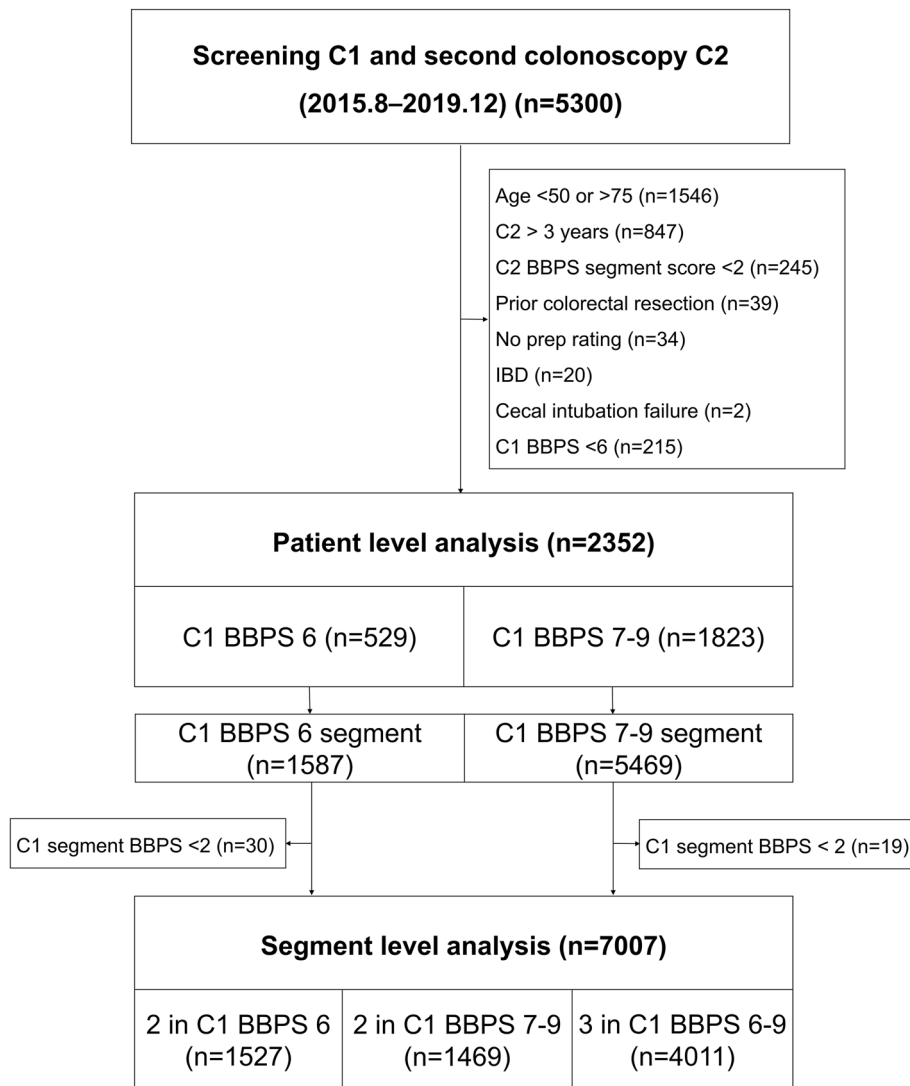 Screening C1 and second colonoscopy C2
(2015.8–2019.12) (n=5300)
Age <50 or >75 (n=1546)
C2 > 3 years (n=847)
C2 BBPS segment score <2 (n=245)
Prior colorectal resection (n=39)
No prep rating (n=34)
IBD (n=20)
Cecal intubation failure (n=2)
C1 BBPS <6 (n=215)
Patient level analysis (n=2352)
C1 BBPS 6 (n=529)
C1 BBPS 7-9 (n=1823)
C1 BBPS 6 segment
(n=1587)
C1 BBPS 7-9 segment
(n=5469)
C1 segment BBPS <2 (n=30)
C1 segment BBPS < 2 (n=19)
Segment level analysis (n=7007)
2 in C1 BBPS 6
(n=1527)
2 in C1 BBPS 7-9
(n=1469)
3 in C1 BBPS 6-9
(n=4011)